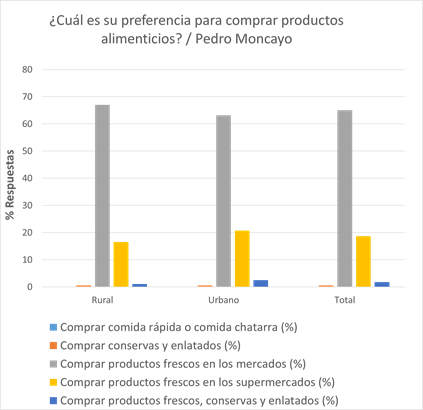 ¿Cuál es su preferencia para comprar productos
alimenticios? / Pedro Moncayo
80
70
60
50
40
30
20
10
0
% Respuestas
Rural Urbano Total
Comprar comida rápida o comida chatarra (%)
Comprar conservas y enlatados (%)
Comprar productos frescos en los mercados (%)
Comprar productos frescos en los supermercados (%)
Comprar productos frescos, conservas y enlatados (%)